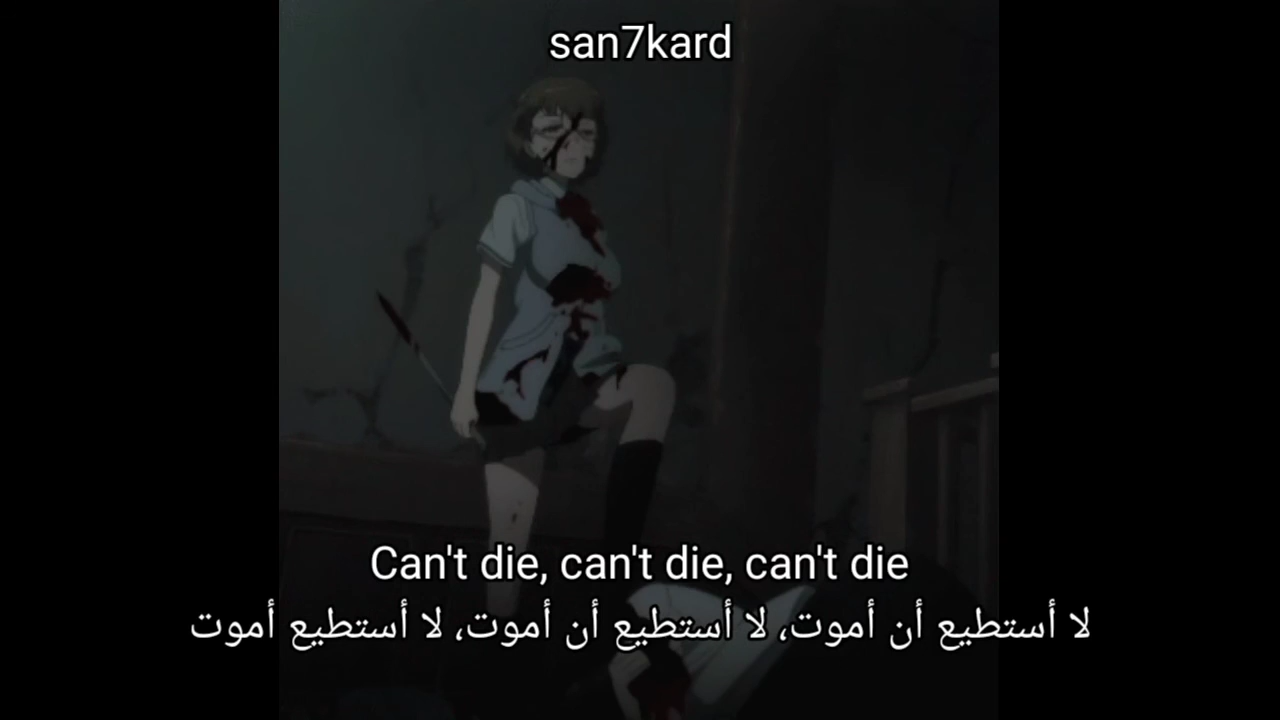 san7kard
Can't die, can't die, can't die
لا أستطيع أن أموت، لا أستطيع أن أموت، لا أستطيع أموت